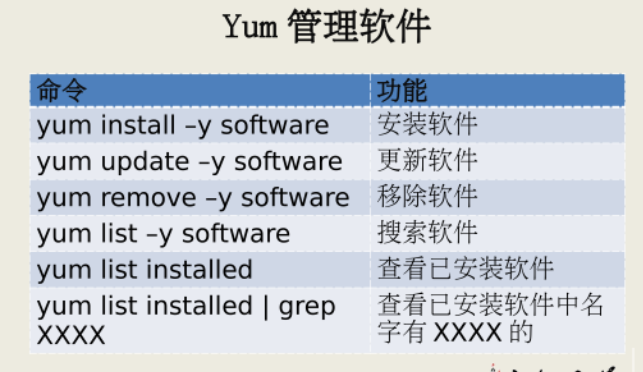 Yum 管理软件
命令 功能
yum install –y software 安装软件
yum update –y software 更新软件
yum remove –y software 移除软件
yum list –y software 搜索软件
yum list installed 查看已安装软件
yum list installed | grep 查看已安装软件中名
XXXX 字有 XXXX 的